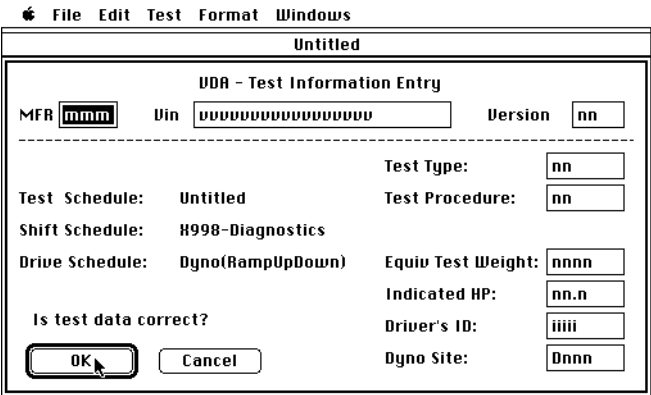 File Edit Test Format Windows
Untitled
VDA - Test Information Entry
MFR mmm Vin vvvvvvvvvvvvvvvvv Version nn
Test Type: nn
Test Schedule: Untitled Test Procedure: nn
Shift Schedule: X998-Diagnostics
Drive Schedule: Dyno(RampUpDown) Equiv Test Weight: nnnn
Indicated HP: nn.n
Is test data correct? Driver's ID: iiiii
OK Cancel Dyno Site: Dnnn